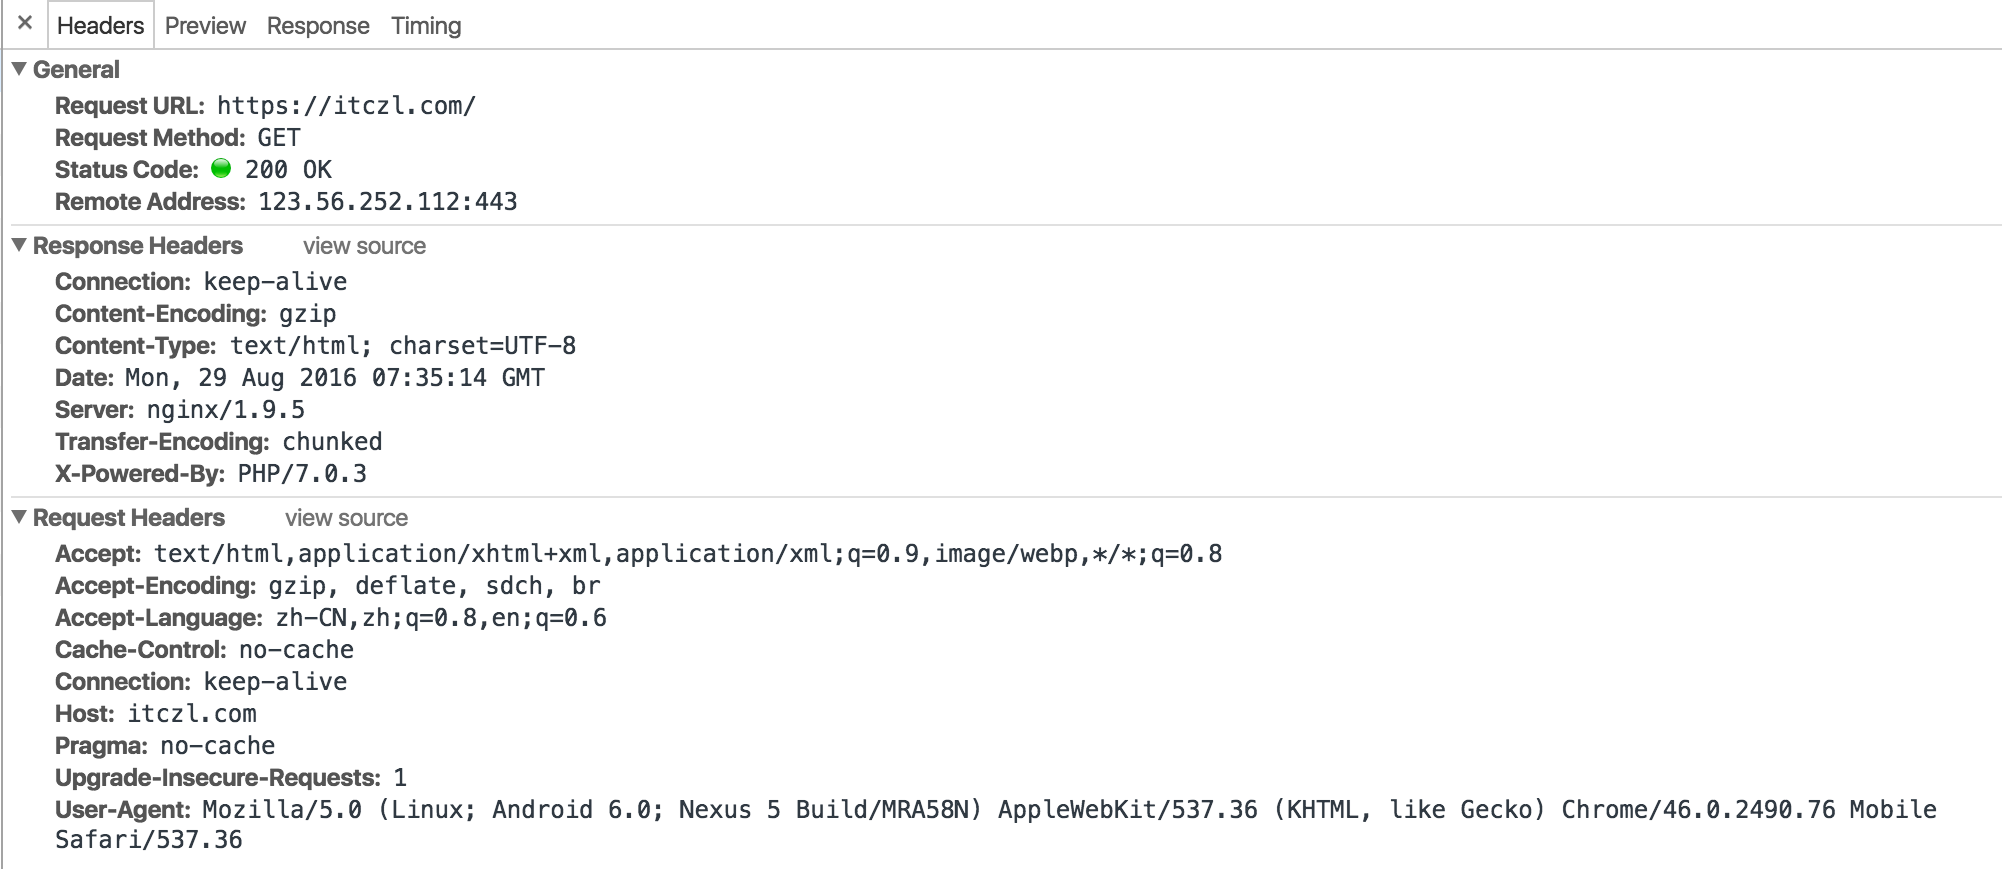 × Headers Preview Response Timing
▼ General
Request URL: https://itczl.com/
Request Method: GET
Status Code: 200 OK
Remote Address: 123.56.252.112:443
▼ Response Headers view source
Connection: keep-alive
Content-Encoding: gzip
Content-Type: text/html; charset=UTF-8
Date: Mon, 29 Aug 2016 07:35:14 GMT
Server: nginx/1.9.5
Transfer-Encoding: chunked
X-Powered-By: PHP/7.0.3
▼ Request Headers view source
Accept: text/html,application/xhtml+xml,application/xml;q=0.9,image/webp,*/*;q=0.8
Accept-Encoding: gzip, deflate, sdch, br
Accept-Language: zh-CN,zh;q=0.8,en;q=0.6
Cache-Control: no-cache
Connection: keep-alive
Host: itczl.com
Pragma: no-cache
Upgrade-Insecure-Requests: 1
User-Agent: Mozilla/5.0 (Linux; Android 6.0; Nexus 5 Build/MRA58N) AppleWebKit/537.36 (KHTML, like Gecko) Chrome/46.0.2490.76 Mobile
Safari/537.36